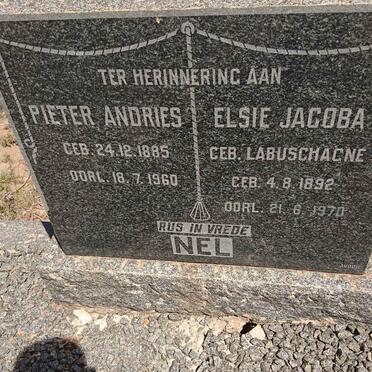 TER HERINNERING AAN
PIETER ANDRIES
GEB. 24.12.1885
OORL. 18.7.1960
ELSIE JACOBA
GEB. LABUSCHAGNE
GEB. 4.8.1892
OORL. 21.6.1970
RUS IN VREDE
NEL